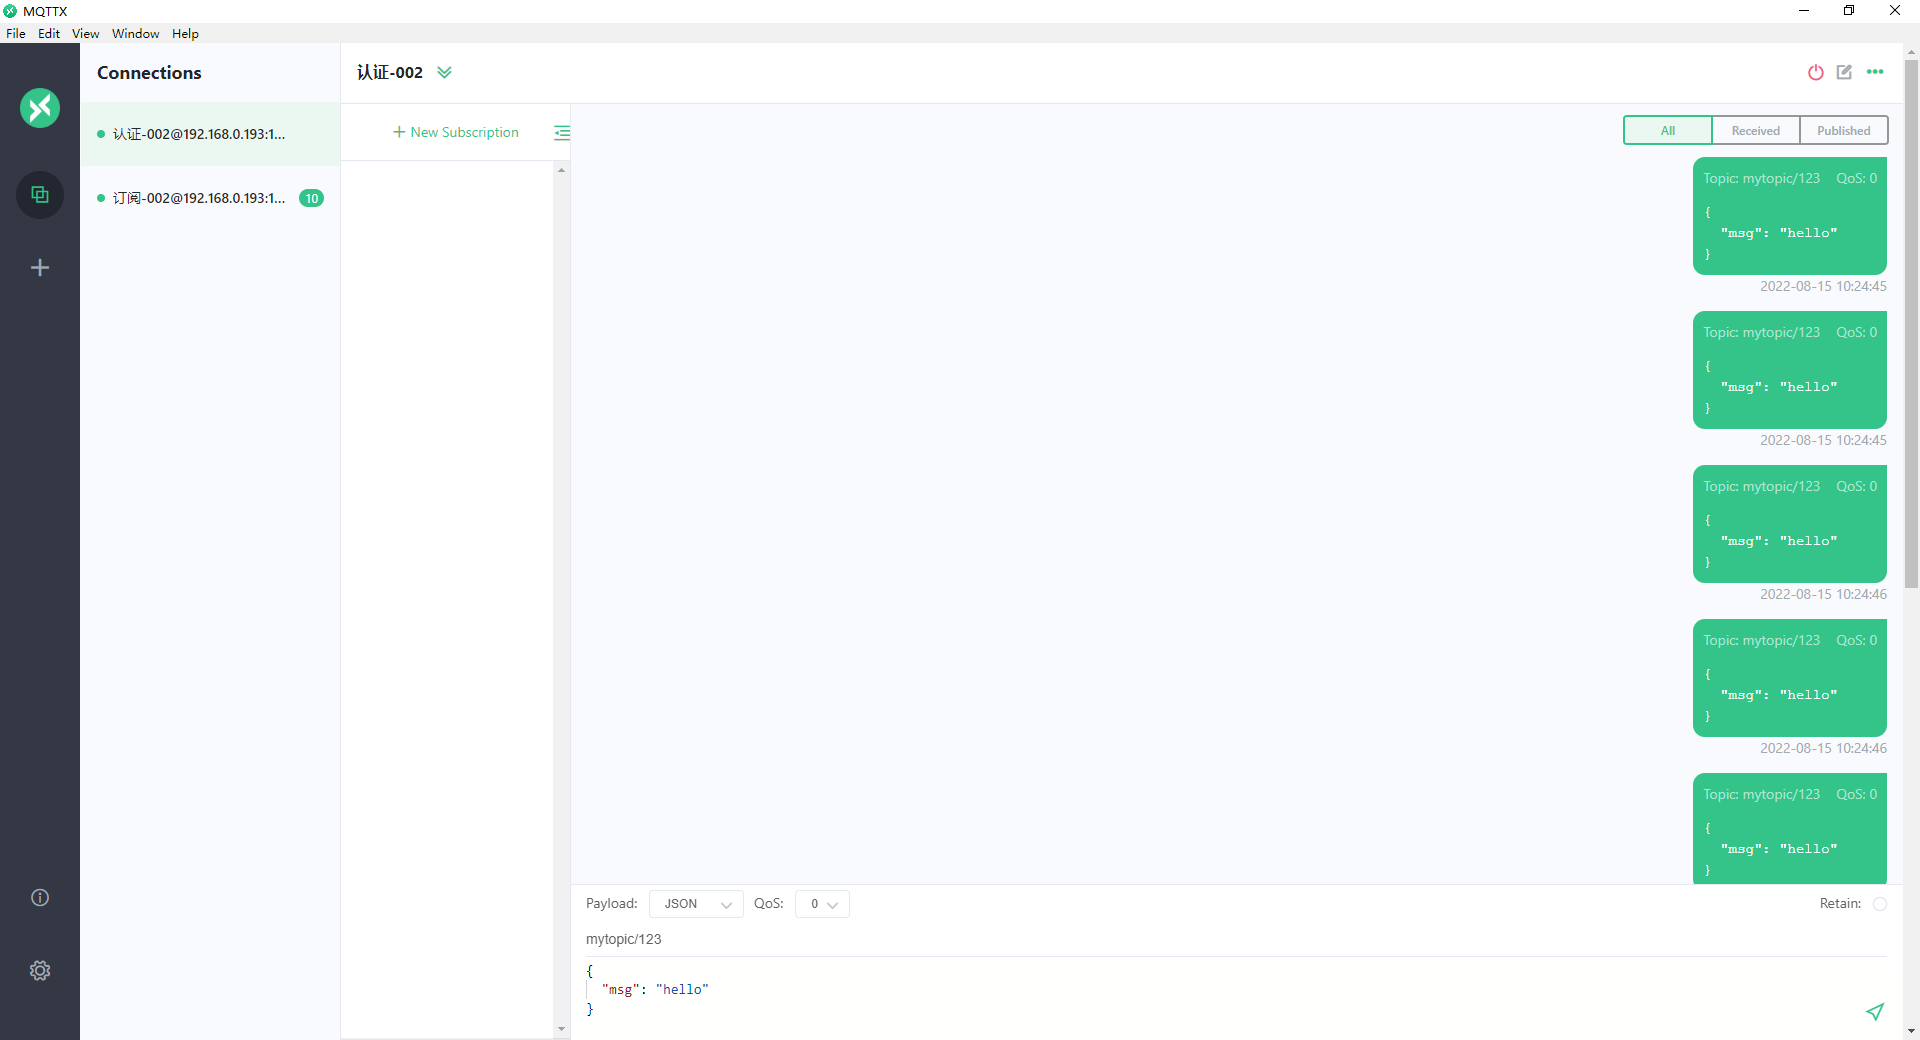 MQTTX
File Edit View Window Help
Connections
认证-002@192.168.0.193:1...
订阅-002@192.168.0.193:1... 10
认证-002
+ New Subscription
All Received Published
Topic: mytopic/123 QoS: 0
{
"msg": "hello"
}
2022-08-15 10:24:45
Topic: mytopic/123 QoS: 0
{
"msg": "hello"
}
2022-08-15 10:24:45
Topic: mytopic/123 QoS: 0
{
"msg": "hello"
}
2022-08-15 10:24:46
Topic: mytopic/123 QoS: 0
{
"msg": "hello"
}
2022-08-15 10:24:46
Topic: mytopic/123 QoS: 0
{
"msg": "hello"
}
Payload: JSON QoS: 0 Retain:
mytopic/123
{
"msg": "hello"
}